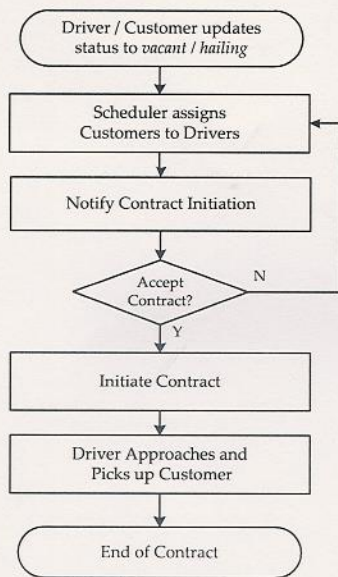 Driver / Customer updates
status to vacant / hailing
Scheduler assigns
Customers to Drivers
Notify Contract Initiation
Accept
Contract?
N
Y
Initiate Contract
Driver Approaches and
Picks up Customer
End of Contract